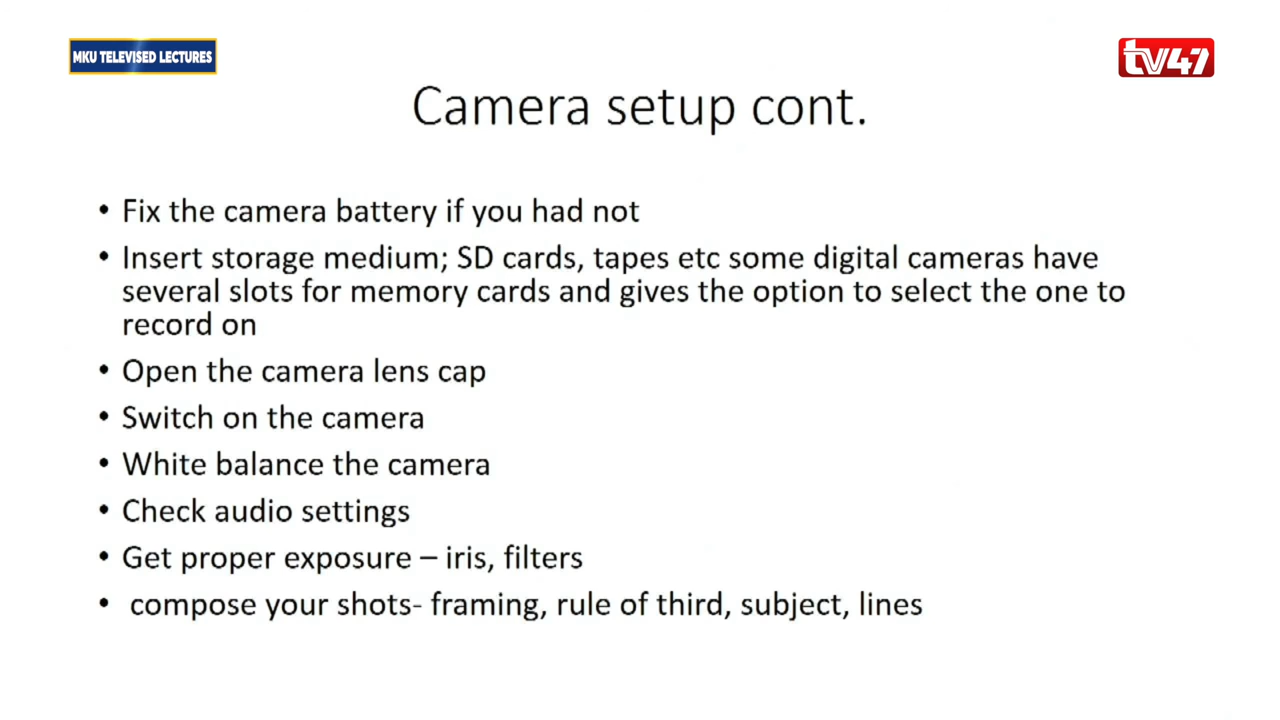 MKU TELEVISED LECTURES
tv47
Camera setup cont.
• Fix the camera battery if you had not
• Insert storage medium; SD cards, tapes etc some digital cameras have
several slots for memory cards and gives the option to select the one to
record on
• Open the camera lens cap
• Switch on the camera
• White balance the camera
• Check audio settings
• Get proper exposure – iris, filters
• compose your shots- framing, rule of third, subject, lines